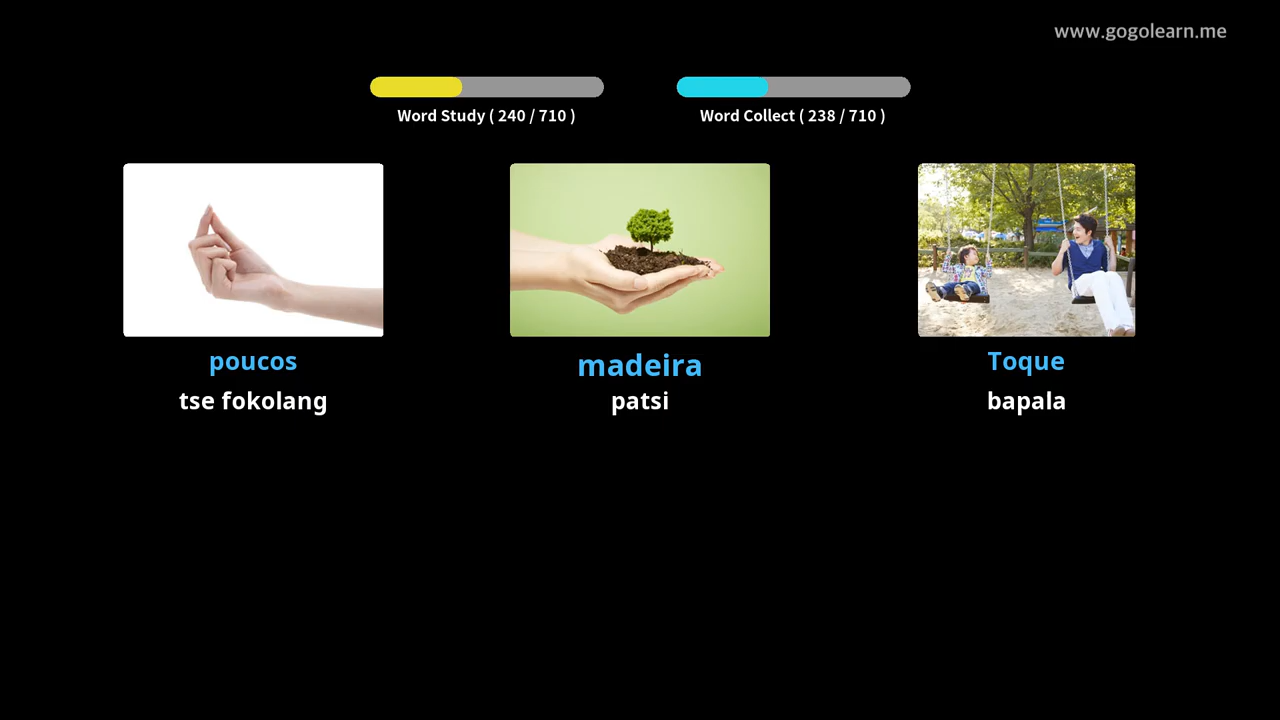 www.gogolearn.me
Word Study ( 240 / 710 )
Word Collect ( 238 / 710 )
poucos
tse fokolang
madeira
patsi
Toque
bapala